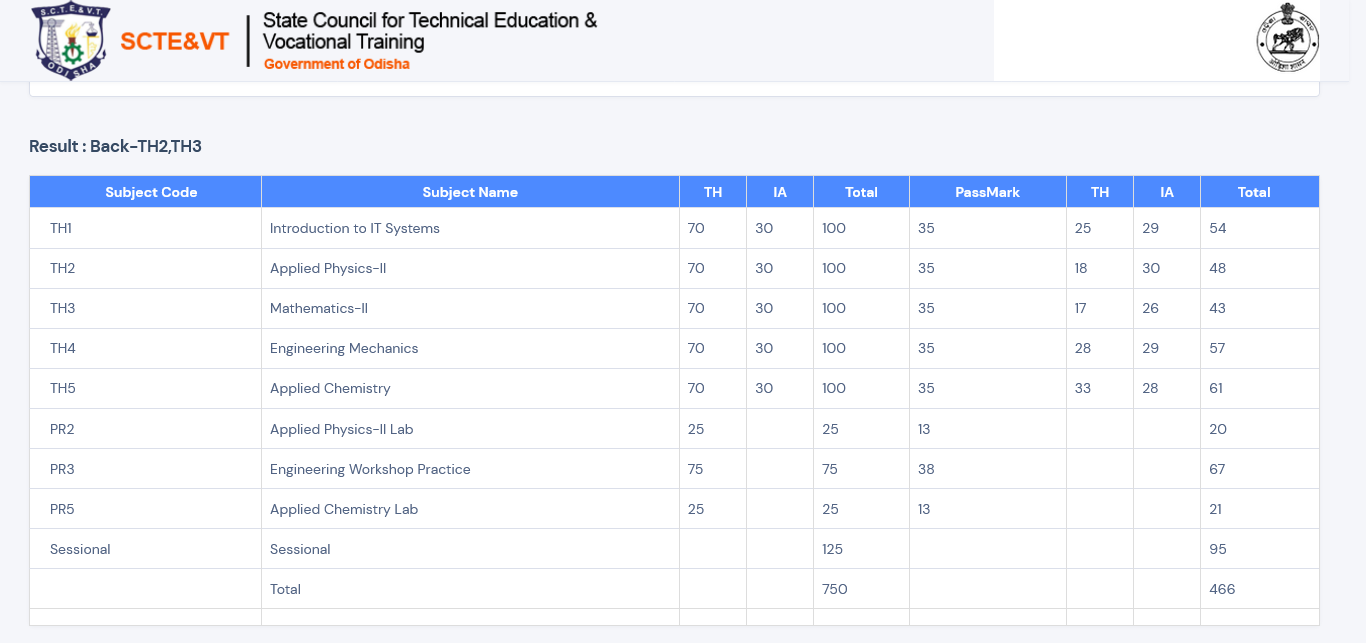 S.C.T.E.&V.T.
ODISHA
SCTE&VT
State Council for Technical Education &
Vocational Training
Government of Odisha
Result : Back-TH2,TH3
Subject Code Subject Name TH IA Total PassMark TH IA Total
TH1 Introduction to IT Systems 70 30 100 35 25 29 54
TH2 Applied Physics-II 70 30 100 35 18 30 48
TH3 Mathematics-II 70 30 100 35 17 26 43
TH4 Engineering Mechanics 70 30 100 35 28 29 57
TH5 Applied Chemistry 70 30 100 35 33 28 61
PR2 Applied Physics-II Lab 25 25 13 20
PR3 Engineering Workshop Practice 75 75 38 67
PR5 Applied Chemistry Lab 25 25 13 21
Sessional Sessional 125 95
Total 750 466